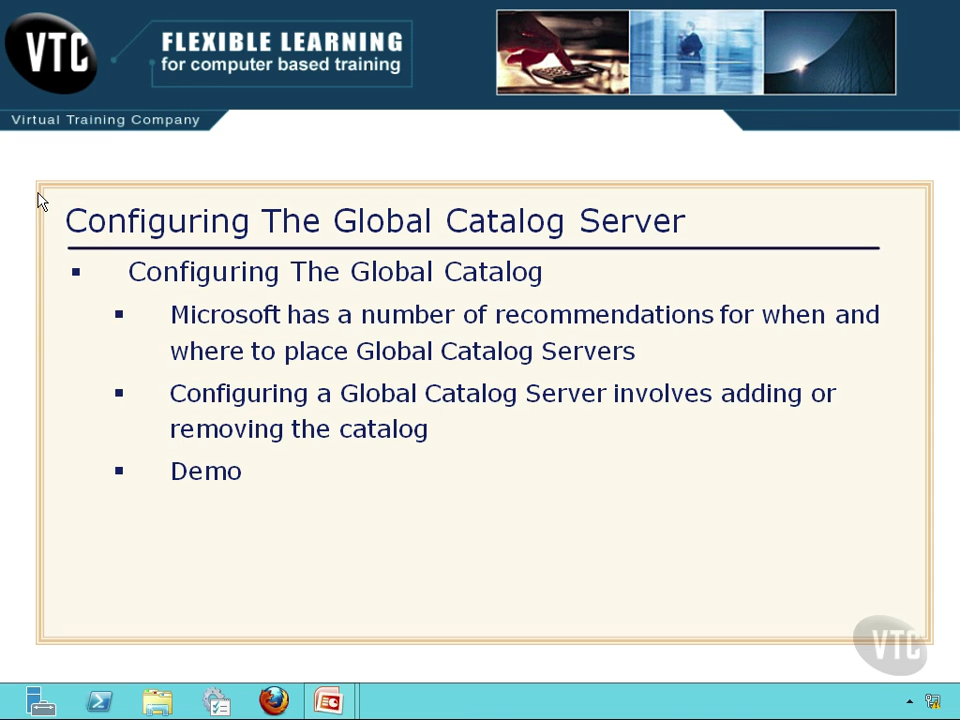 VTC
FLEXIBLE LEARNING
for computer based training
Virtual Training Company
Configuring The Global Catalog Server
Configuring The Global Catalog
Microsoft has a number of recommendations for when and
where to place Global Catalog Servers
Configuring a Global Catalog Server involves adding or
removing the catalog
Demo
VTC